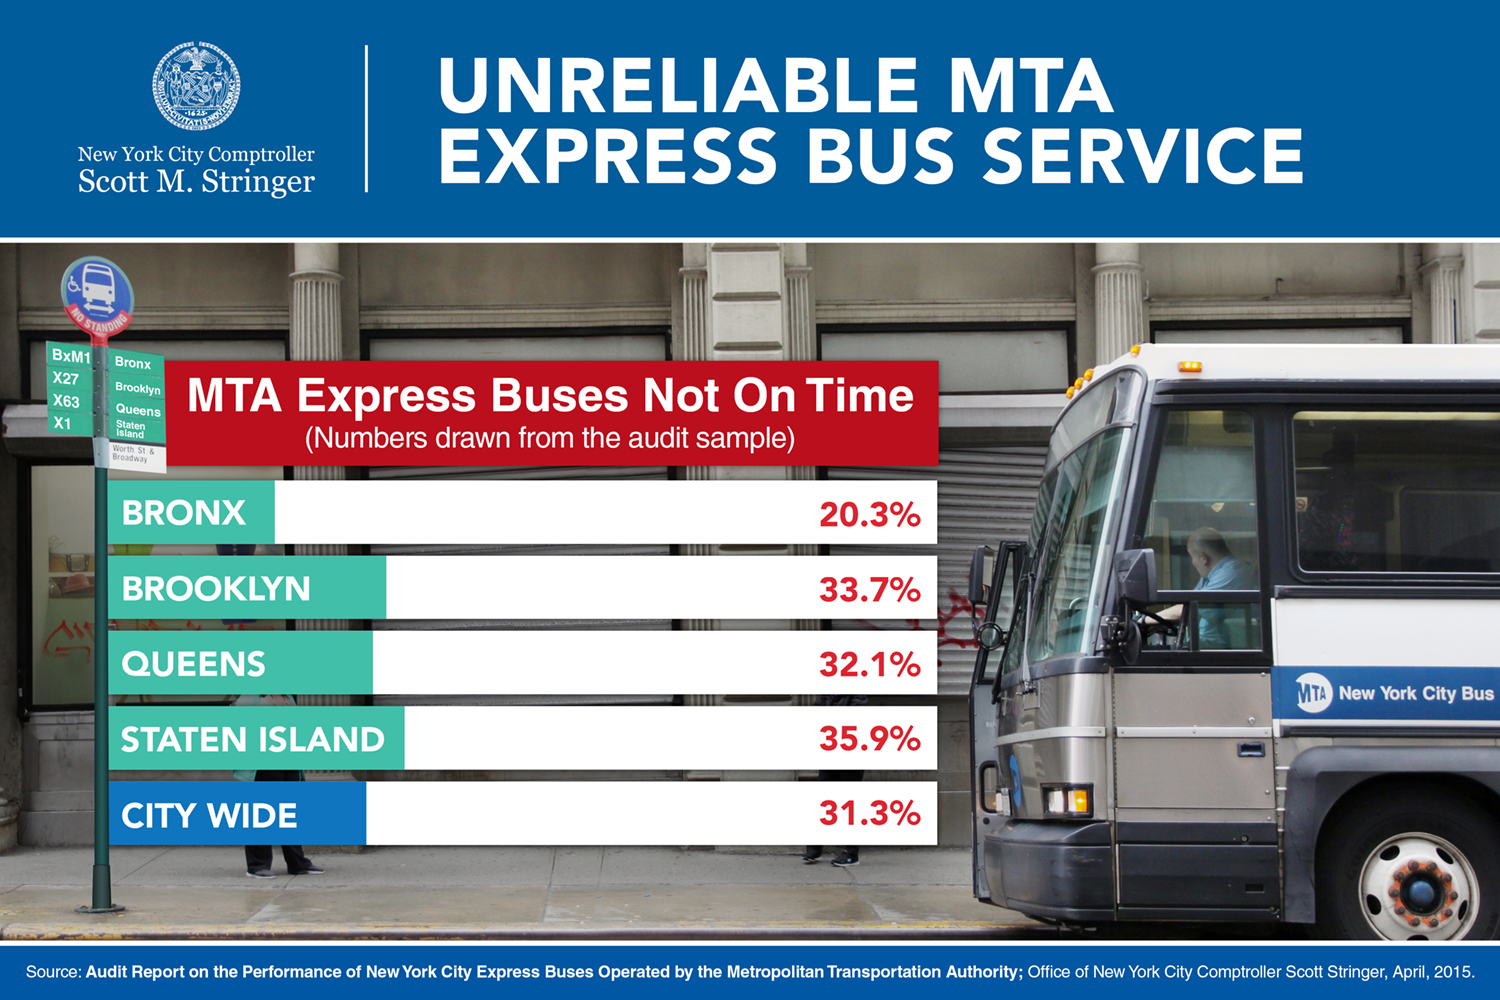 New York City Comptroller
Scott M. Stringer
UNRELIABLE MTA
EXPRESS BUS SERVICE
NO STANDING
BxM1 Bronx
X27 Brooklyn
X63 Queens
X1 Staten
Island
Worth St &
Broadway
MTA Express Buses Not On Time
(Numbers drawn from the audit sample)
BRONX 20.3%
BROOKLYN 33.7%
QUEENS 32.1%
STATEN ISLAND 35.9%
CITY WIDE 31.3%
MTA New York City Bus
Source: Audit Report on the Performance of New York City Express Buses Operated by the Metropolitan Transportation Authority; Office of New York City Comptroller Scott Stringer, April, 2015.